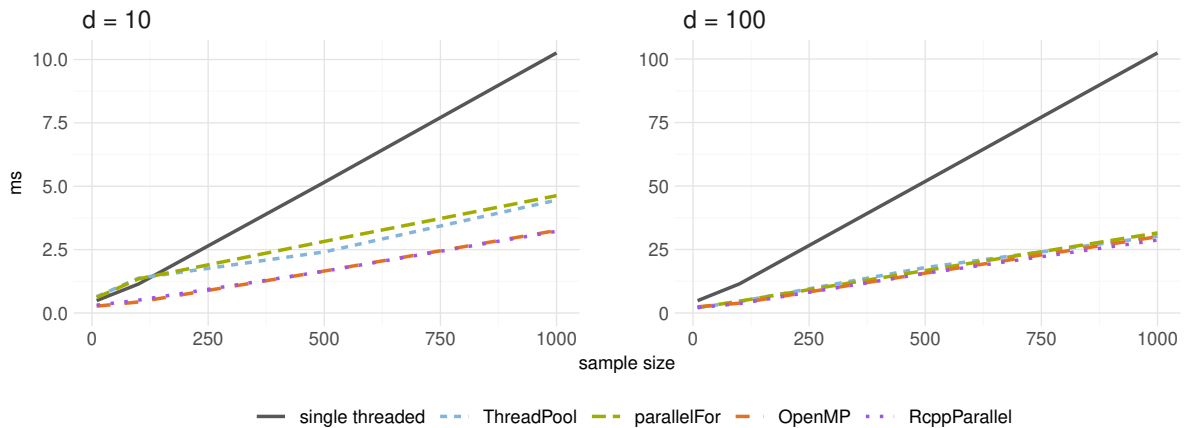 d = 10
d = 100
ms
10.0
7.5
5.0
2.5
0.0
100
75
50
25
0
0 250 500 750 1000
0 250 500 750 1000
sample size
single threaded ThreadPool parallelFor OpenMP RcppParallel